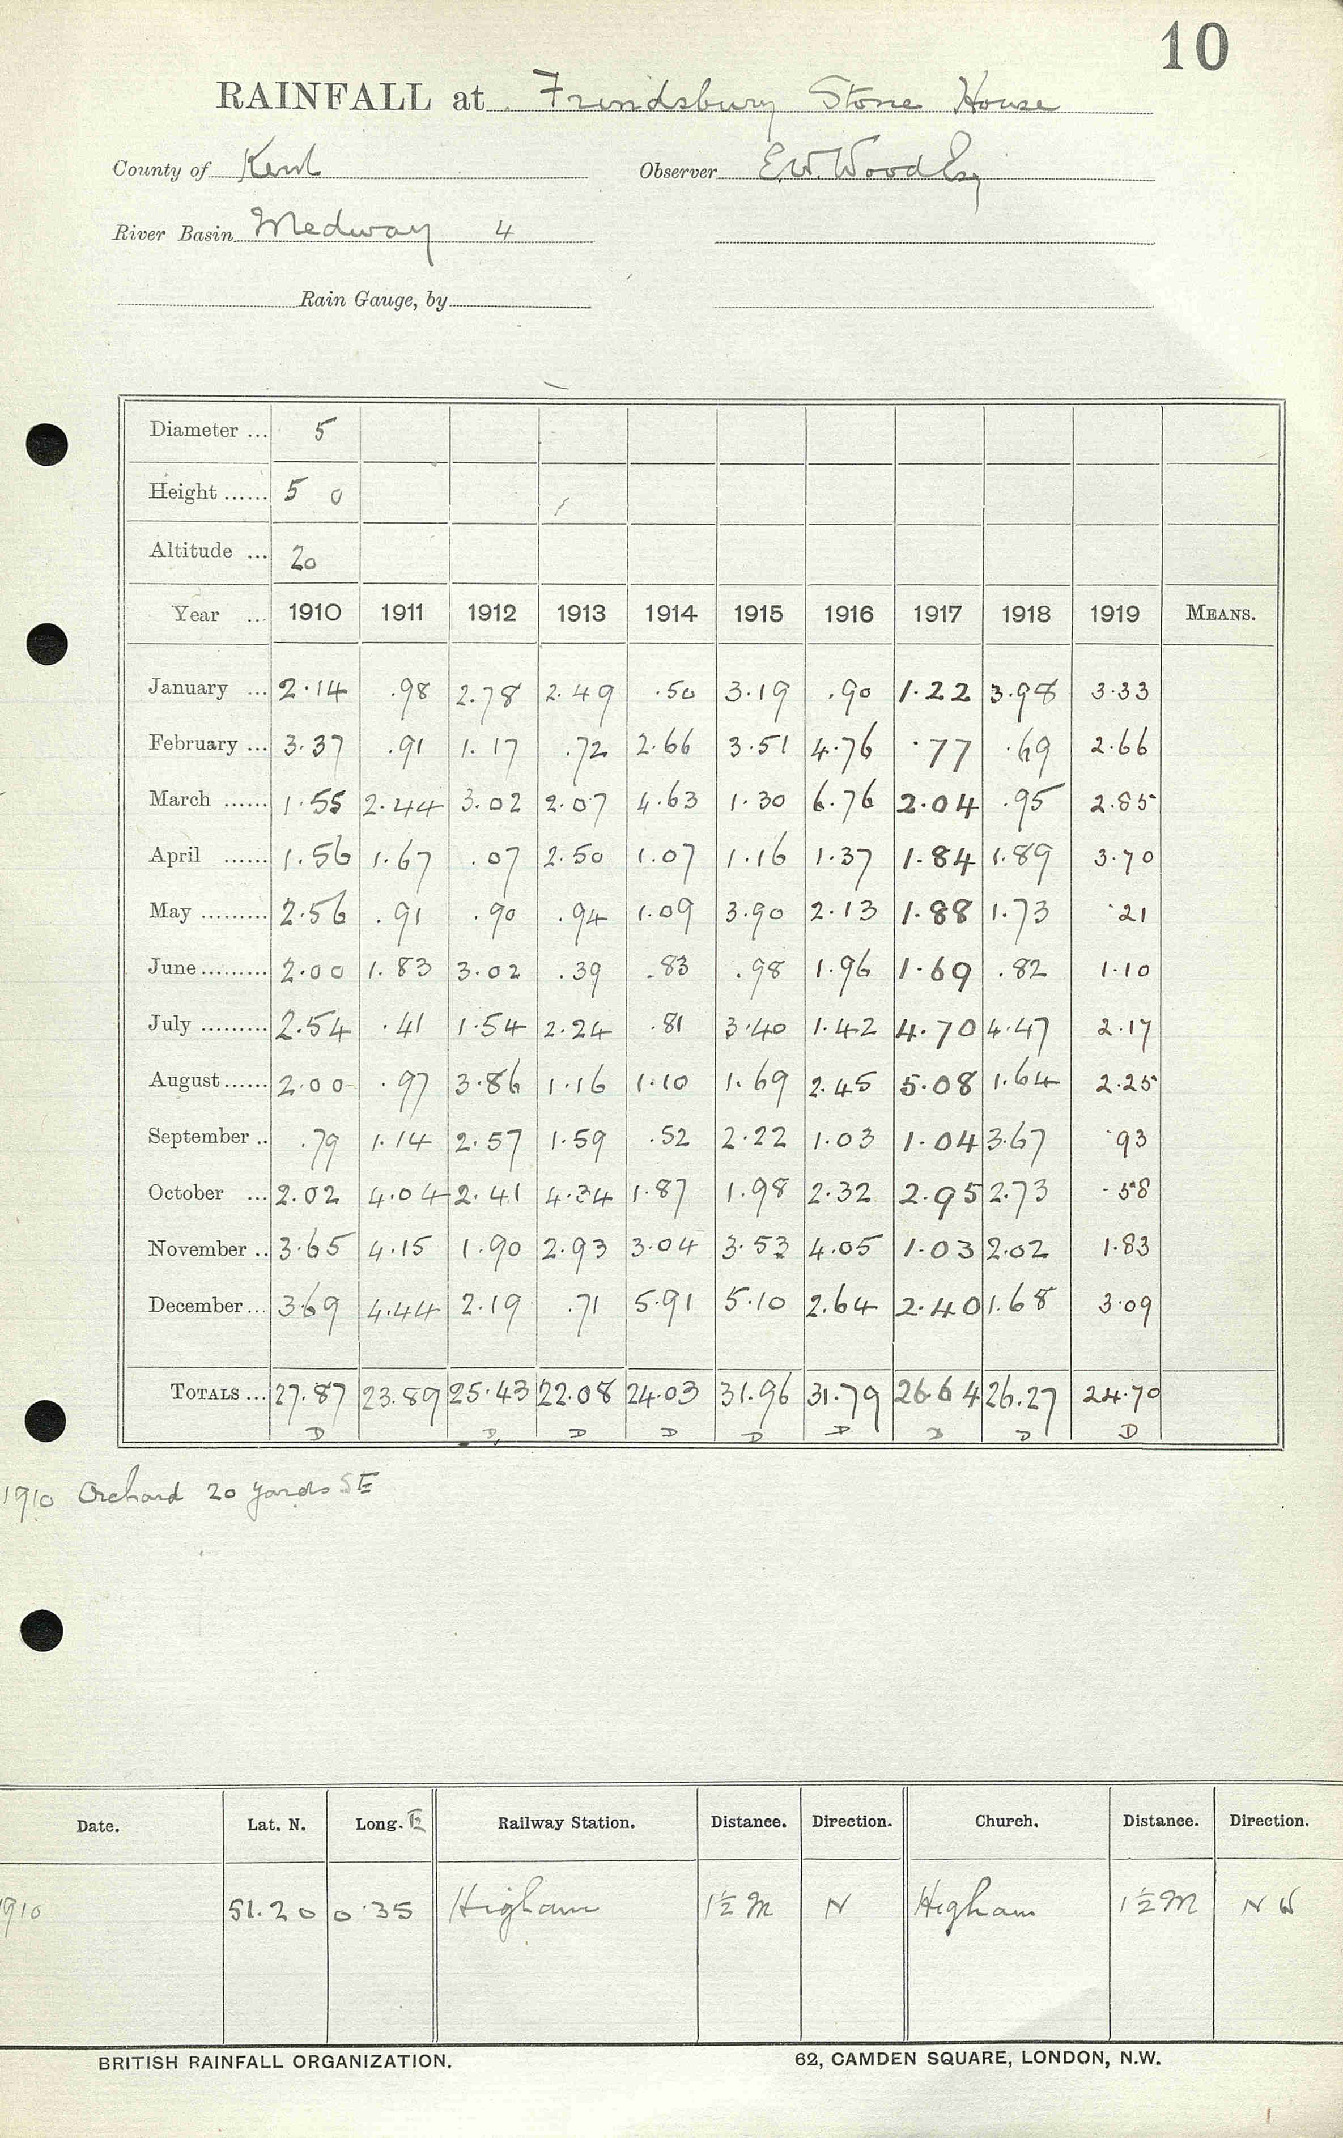 10
RAINFALL at Frindsbury Stone House
County of Kent Observer E.W. Wood Esq
River Basin Medway 4
Rain Gauge, by
Diameter ... 5
Height ...... 5 0
Altitude ... 20
Year ... 1910 1911 1912 1913 1914 1915 1916 1917 1918 1919 MEANS.
January ... 2.14 .98 2.78 2.49 .50 3.19 .90 1.22 3.98 3.33
February ... 3.37 .91 1.17 .72 2.66 3.51 4.76 .77 .69 2.66
March ...... 1.55 2.44 3.02 2.07 4.63 1.30 6.76 2.04 .95 2.85
April ...... 1.56 1.67 .07 2.50 1.07 1.16 1.37 1.84 1.89 3.70
May ......... 2.56 .91 .90 .94 1.09 3.90 2.13 1.88 1.73 .21
June ......... 2.00 1.83 3.02 .39 .83 .98 1.96 1.69 .82 1.10
July ......... 2.54 .41 1.54 2.24 .81 3.40 1.42 4.70 4.47 2.17
August ...... 2.00 .97 3.86 1.16 1.10 1.69 2.45 5.08 1.64 2.25
September .. .79 1.14 2.57 1.59 .52 2.22 1.03 1.04 3.67 .93
October ... 2.02 4.04 2.41 4.34 1.87 1.98 2.32 2.95 2.73 .58
November .. 3.65 4.15 1.90 2.93 3.04 3.53 4.05 1.03 2.02 1.83
December ... 3.69 4.44 2.19 .71 5.91 5.10 2.64 2.40 1.68 3.09
TOTALS ... 27.87 23.89 25.43 22.08 24.03 31.96 31.79 26.64 26.27 24.70
D D D D D D D D D
1910 Orchard 20 yards SE
Date. Lat. N. Long. E Railway Station. Distance. Direction. Church. Distance. Direction.
1910 51.20 0.35 Higham 1½ M N Higham 1½ M N W
BRITISH RAINFALL ORGANIZATION. 62, CAMDEN SQUARE, LONDON, N.W.